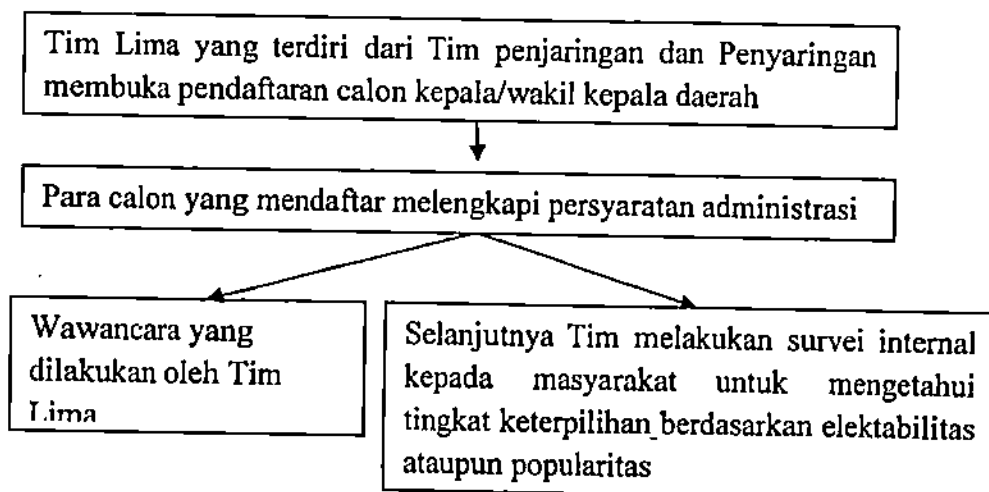 Tim Lima yang terdiri dari Tim penjaringan dan Penyaringan
membuka pendaftaran calon kepala/wakil kepala daerah
Para calon yang mendaftar melengkapi persyaratan administrasi
Wawancara yang
dilakukan oleh Tim
Lima
Selanjutnya Tim melakukan survei internal
kepada masyarakat untuk mengetahui
tingkat keterpilihan berdasarkan elektabilitas
ataupun popularitas